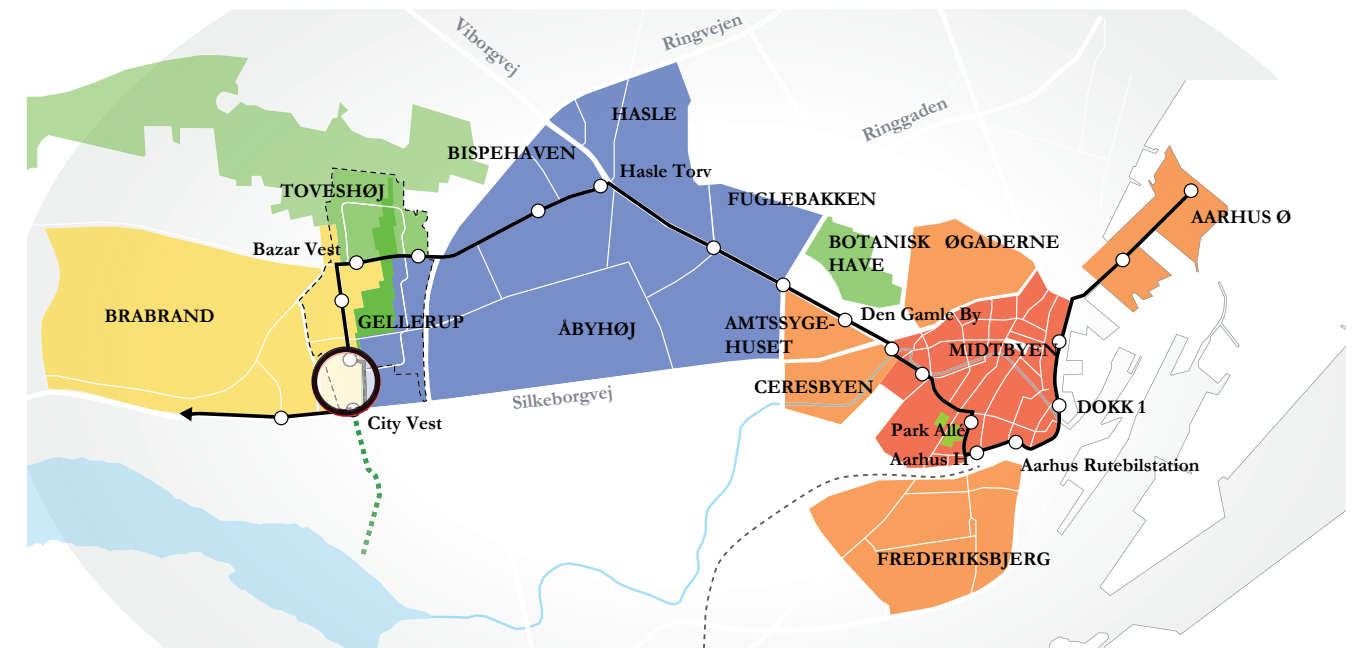 Viborgvej
Ringvejen
Ringgaden
HASLE
BISPEHAVEN
Hasle Torv
TOVESHØJ
FUGLEBAKKEN
AARHUS Ø
Bazar Vest
BOTANISK
HAVE
ØGADERNE
BRABRAND
GELLERUP
ÅBYHØJ
Den Gamle By
AMTSSYGE-
HUSET
MIDTBYEN
CERESBYEN
Silkeborgvej
DOKK 1
City Vest
Park Allé
Aarhus H
Aarhus Rutebilstation
FREDERIKSBJERG